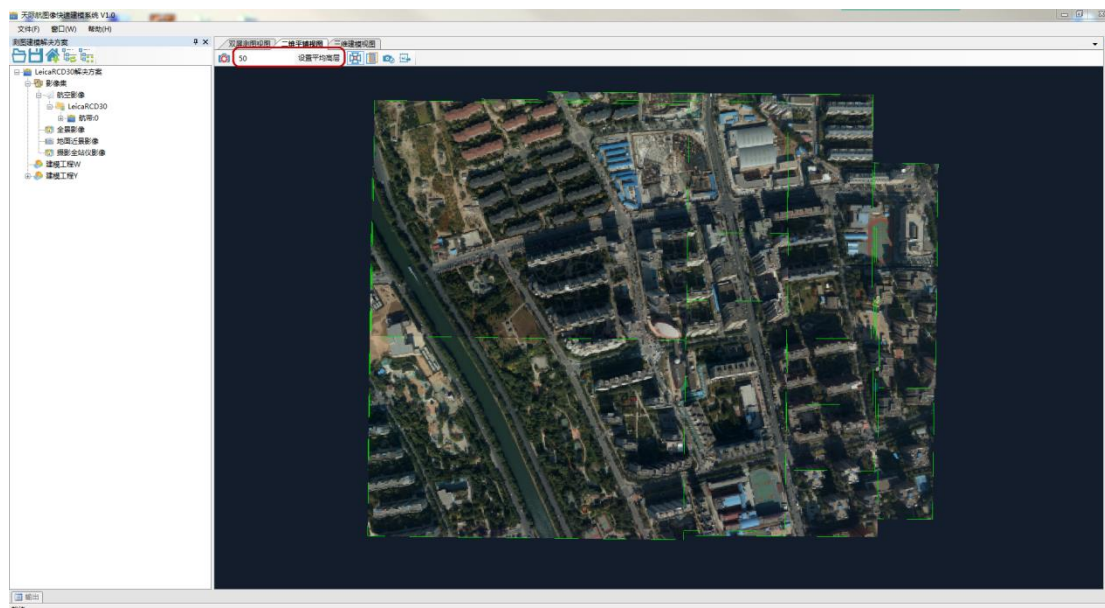 天际航图像快速建模系统 V1.0
文件(F) 窗口(W) 帮助(H)
测图建模解决方案
双屏测图视图 二维平铺视图 三维建模视图
50 设置平均高层
LeicaRCD30解决方案
影像集
航空影像
LeicaRCD30
航带:0
全景影像
地面近景影像
摄影全站仪影像
建模工程W
建模工程Y
输出